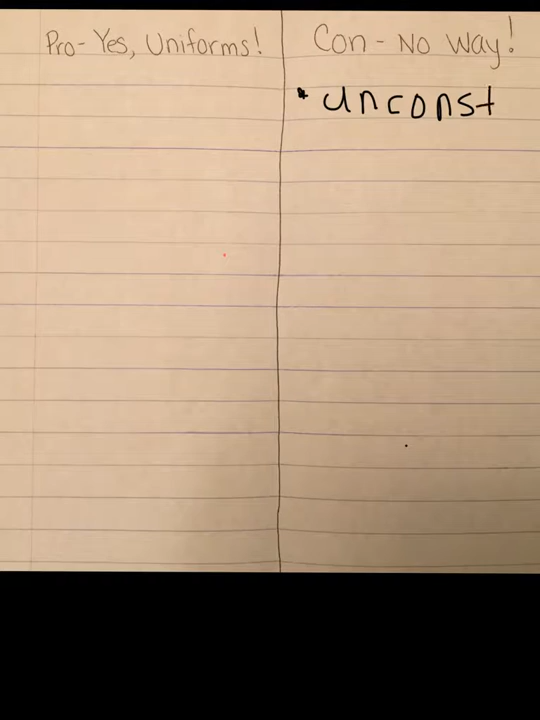 Pro- Yes, Uniforms!
Con - No Way!
* unconst